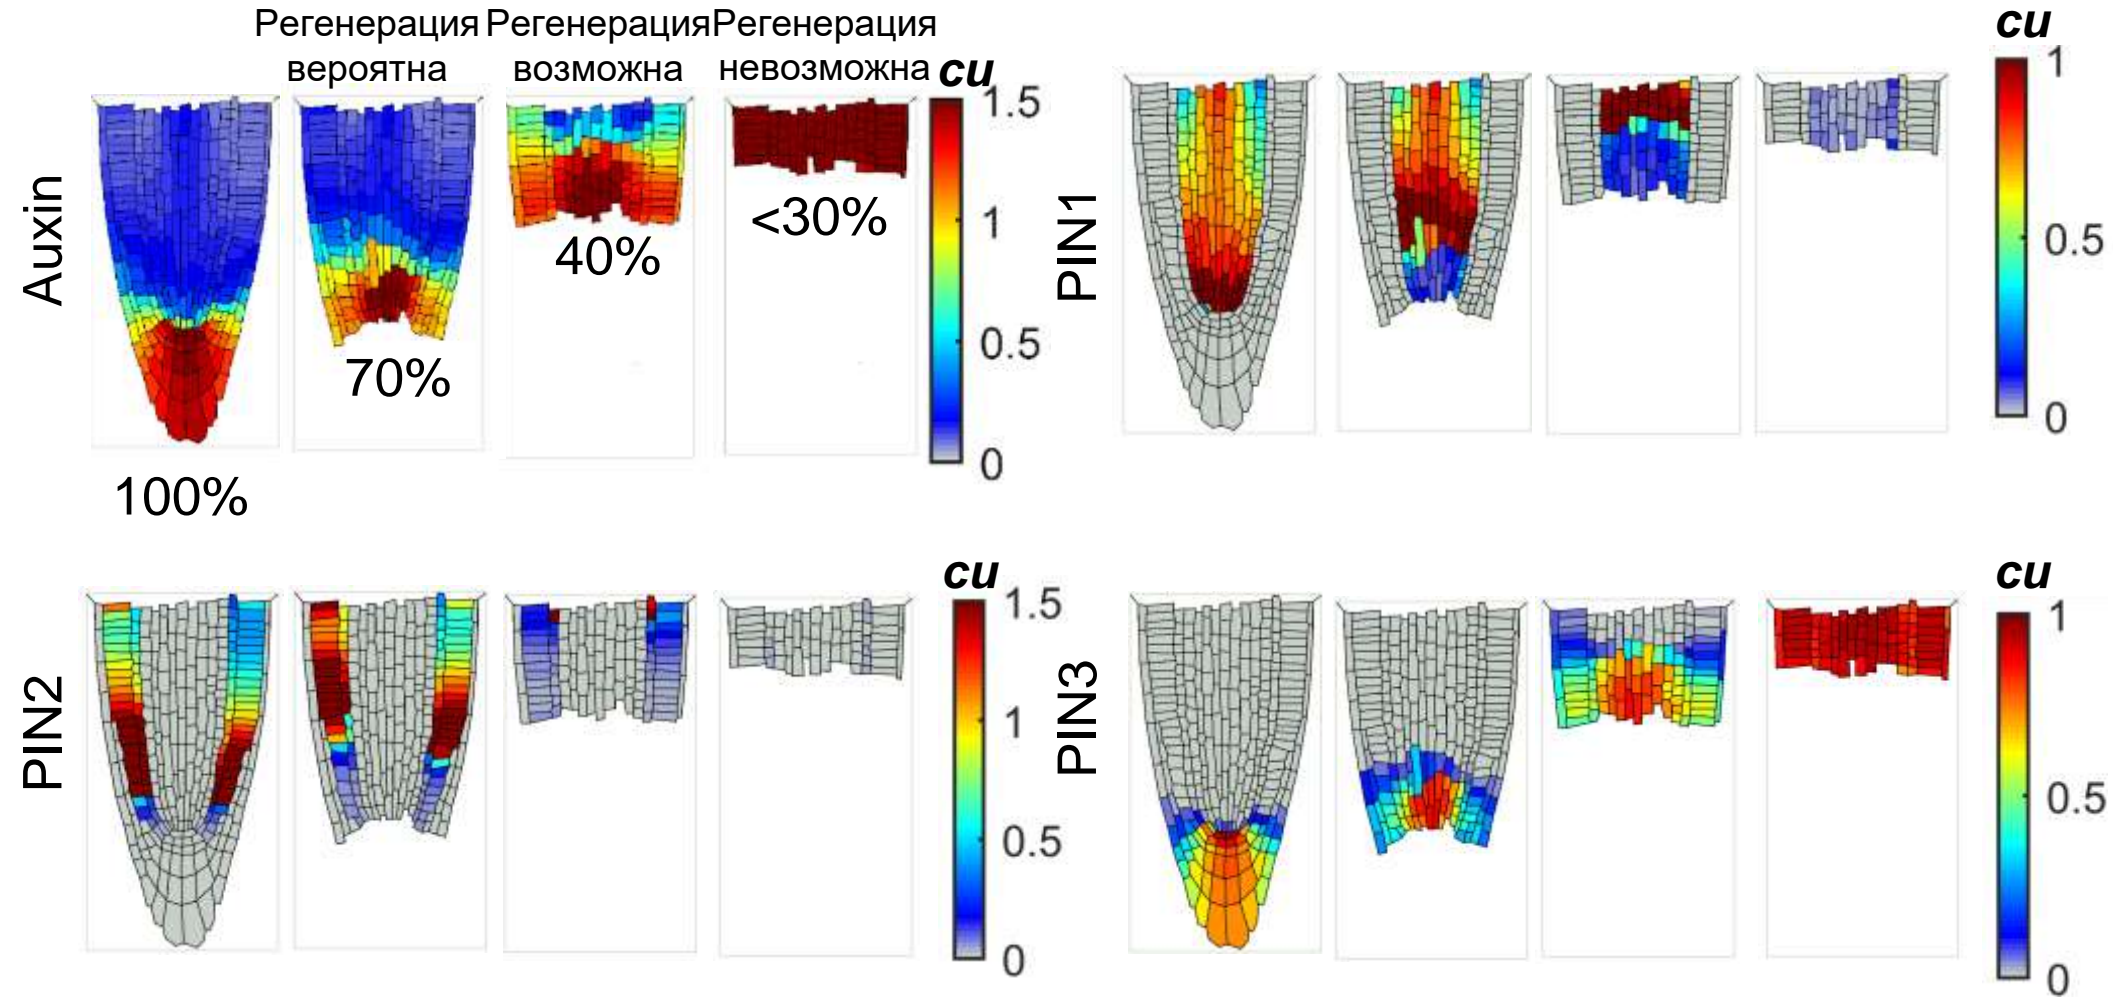 Регенерация Регенерация Регенерация
вероятна возможна невозможна
cu
cu
Auxin
1.5
1
0.5
0
100%
70%
40%
<30%
PIN1
1
0.5
0
cu
cu
PIN2
1.5
1
0.5
0
PIN3
1
0.5
0